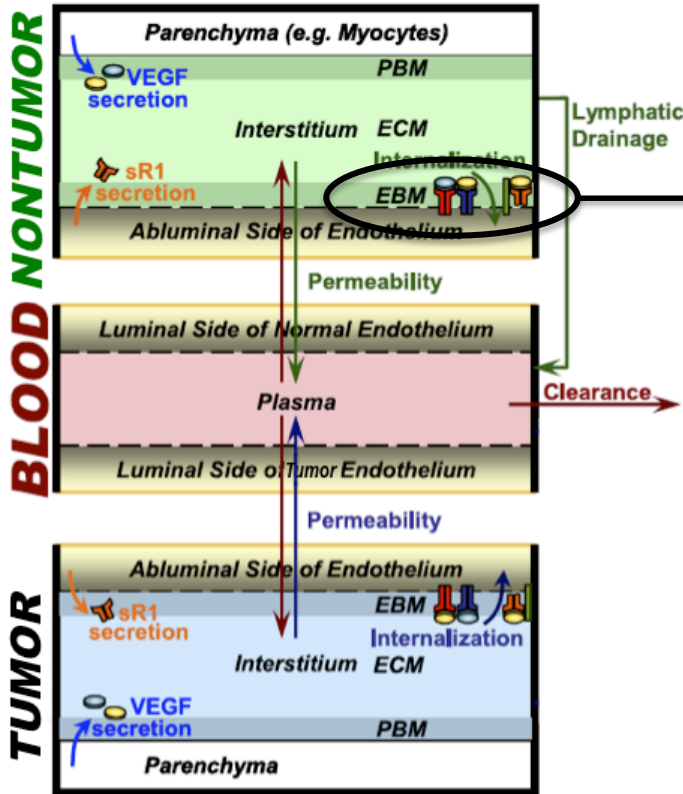 NONTUMOR
Parenchyma (e.g. Myocytes)
PBM
VEGF
secretion
Interstitium
ECM
Lymphatic
Drainage
Internalization
sR1
secretion
EBM
Abluminal Side of Endothelium
Permeability
BLOOD
Luminal Side of Normal Endothelium
Plasma
Clearance
Luminal Side of Tumor Endothelium
Permeability
TUMOR
Abluminal Side of Endothelium
EBM
sR1
secretion
Internalization
Interstitium
ECM
VEGF
secretion
PBM
Parenchyma